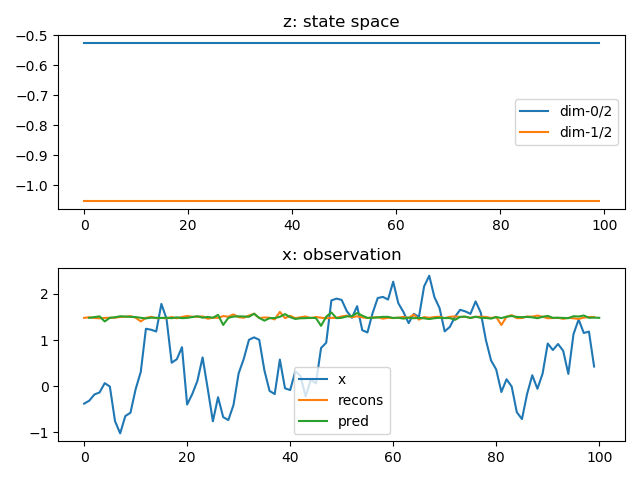 z: state space
−0.5
−0.6
−0.7
−0.8
−0.9
−1.0
dim-0/2
dim-1/2
0 20 40 60 80 100
x: observation
2
1
0
−1
x
recons
pred
0 20 40 60 80 100